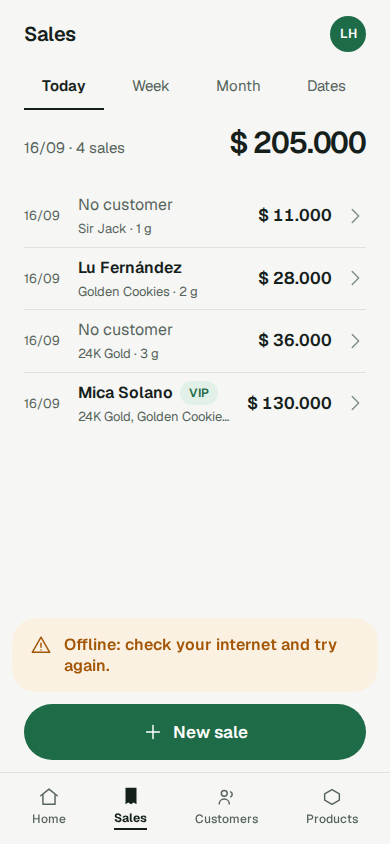 Sales
LH
Today Week Month Dates
16/09 · 4 sales $ 205.000
No customer
16/09 $ 11.000
Sir Jack · 1 g
Lu Fernández
16/09 $ 28.000
Golden Cookies · 2 g
No customer
16/09 $ 36.000
24K Gold · 3 g
Mica Solano VIP
16/09 $ 130.000
24K Gold, Golden Cookie…
Offline: check your internet and try
again.
New sale
Home Sales Customers Products